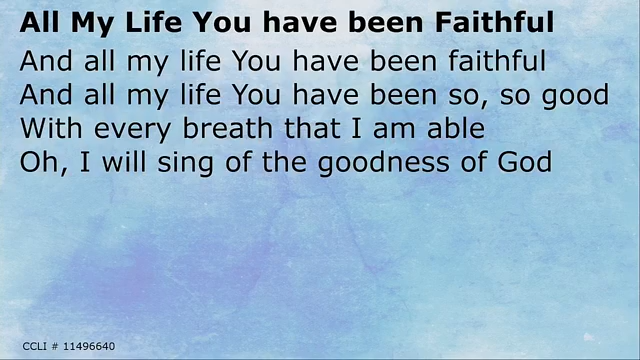 All My Life You have been Faithful
And all my life You have been faithful
And all my life You have been so, so good
With every breath that I am able
Oh, I will sing of the goodness of God
CCLI # 11496640